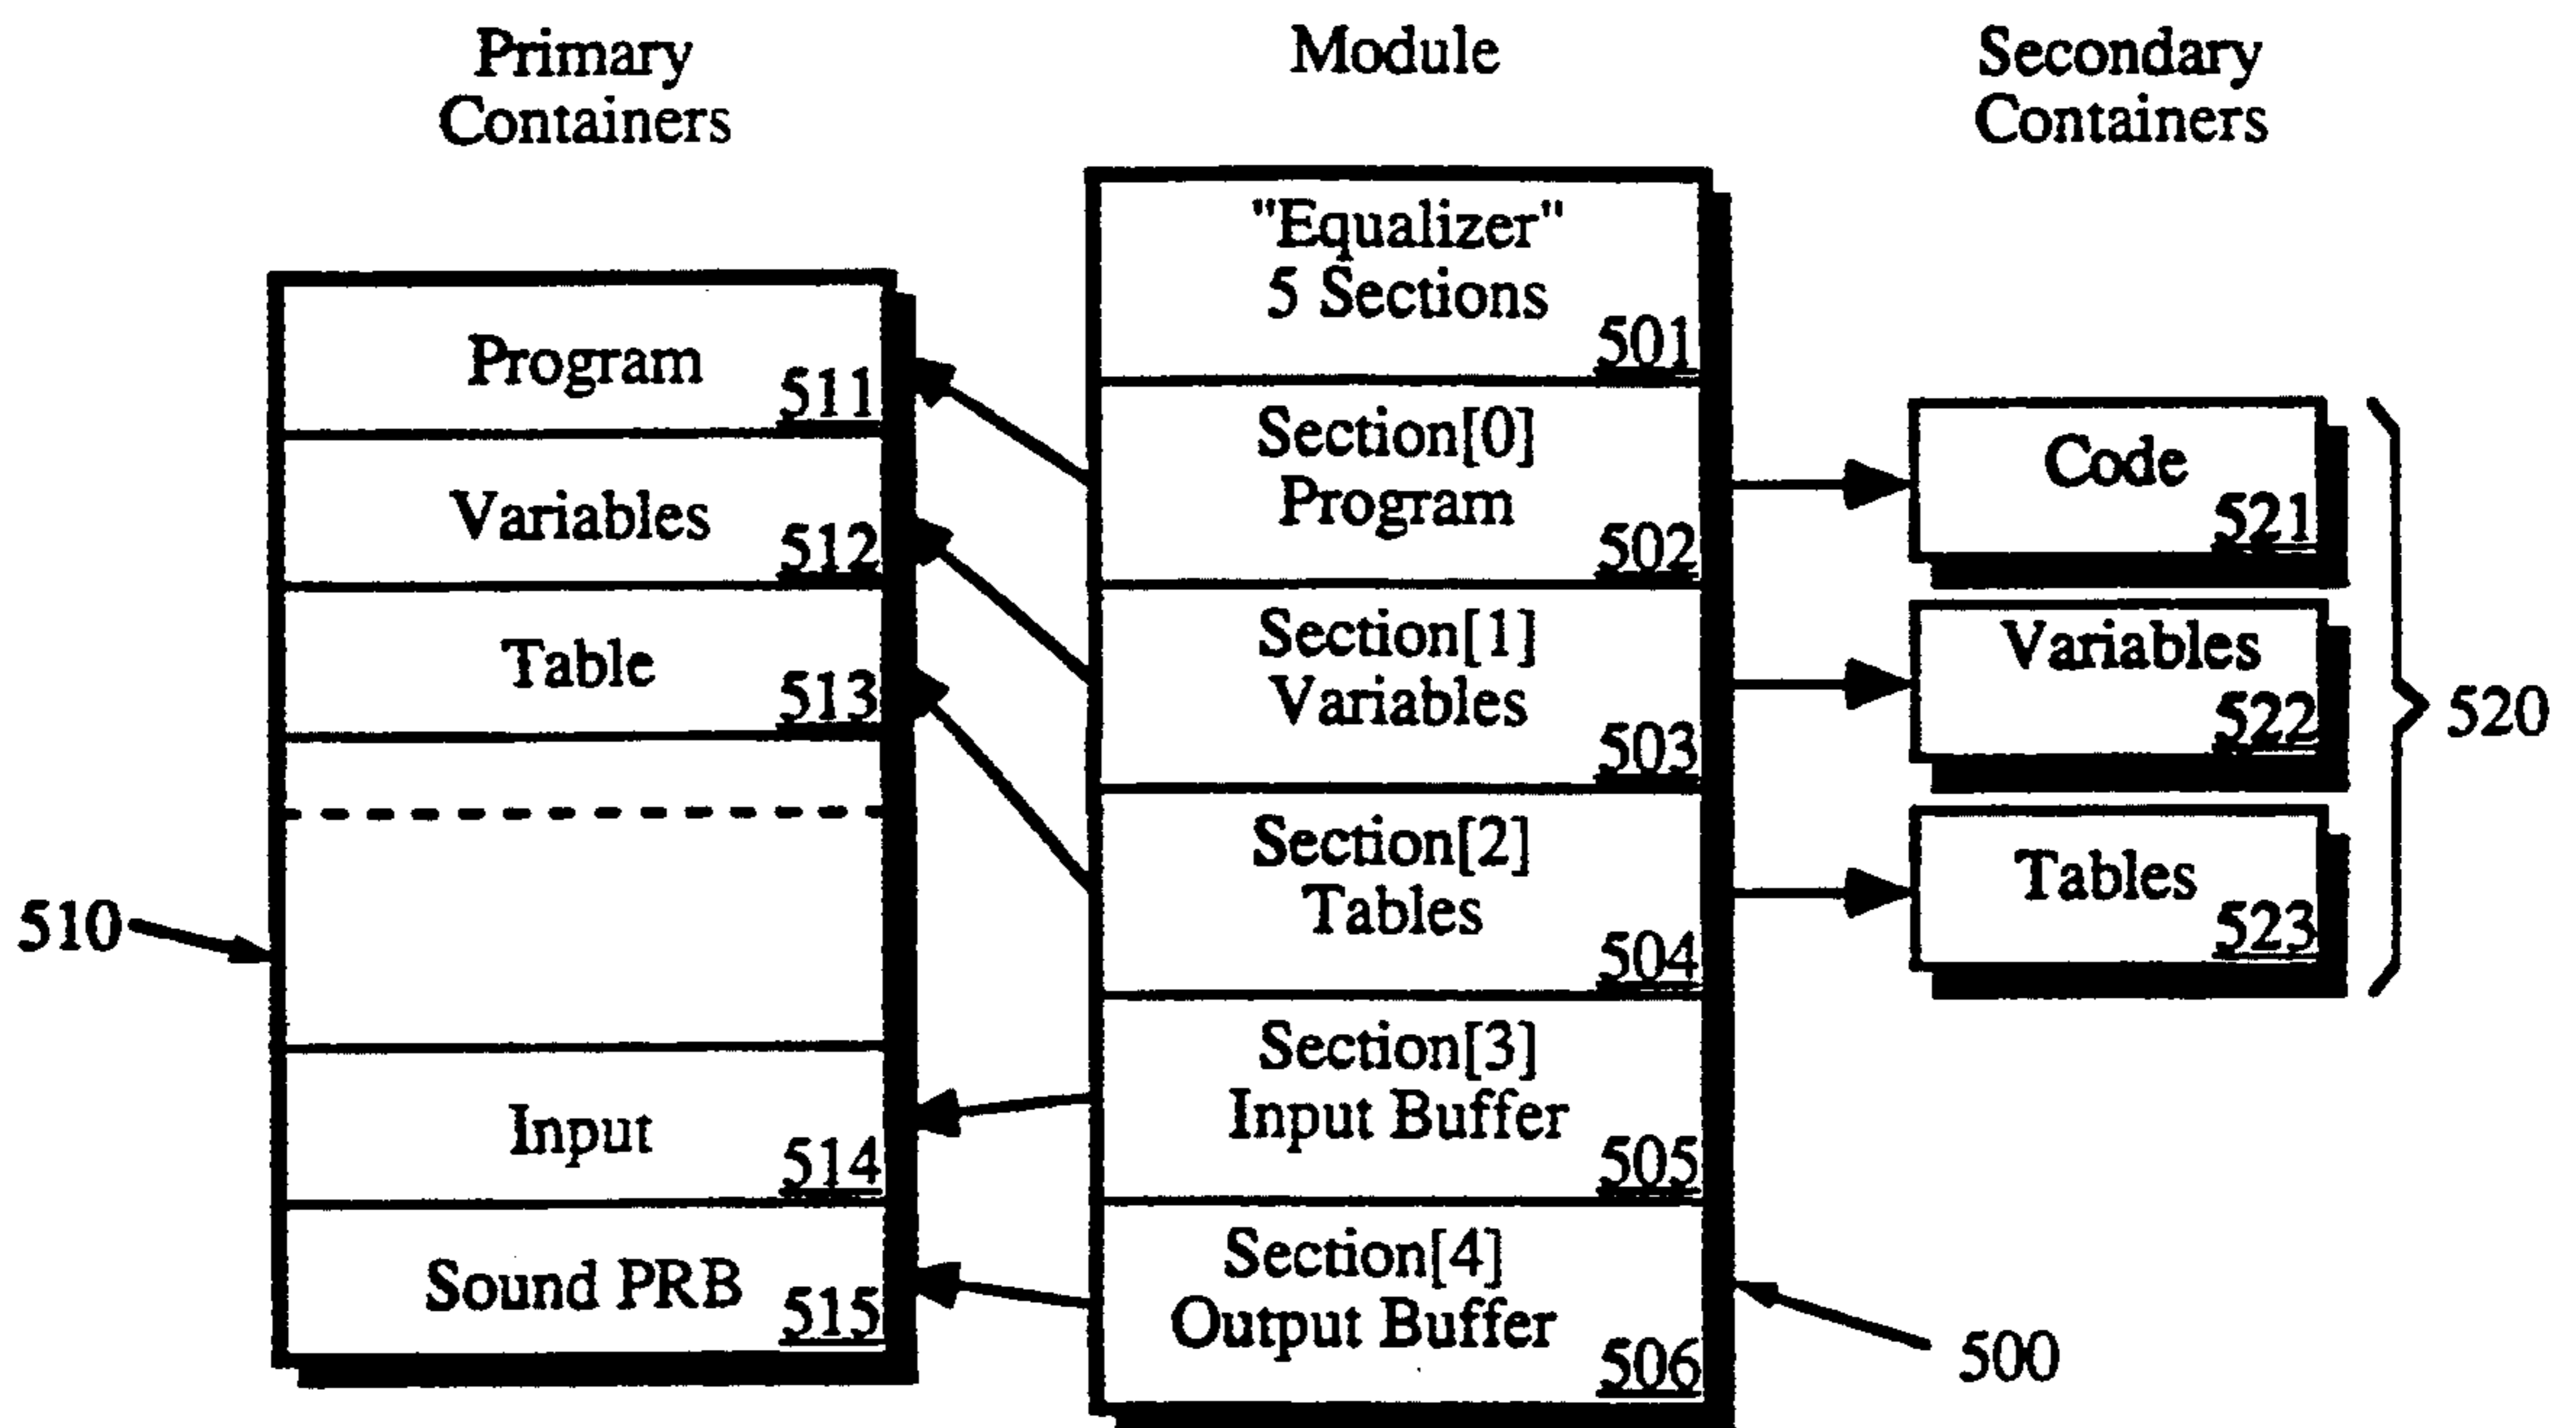 Primary
Containers
Program
511
Variables
512
Table
513
510
Input
514
Sound PRB
515
Module
"Equalizer"
5 Sections
501
Section[0]
Program
502
Section[1]
Variables
503
Section[2]
Tables
504
Section[3]
Input Buffer
505
Section[4]
Output Buffer
506
500
Secondary
Containers
Code
521
Variables
522
Tables
523
520